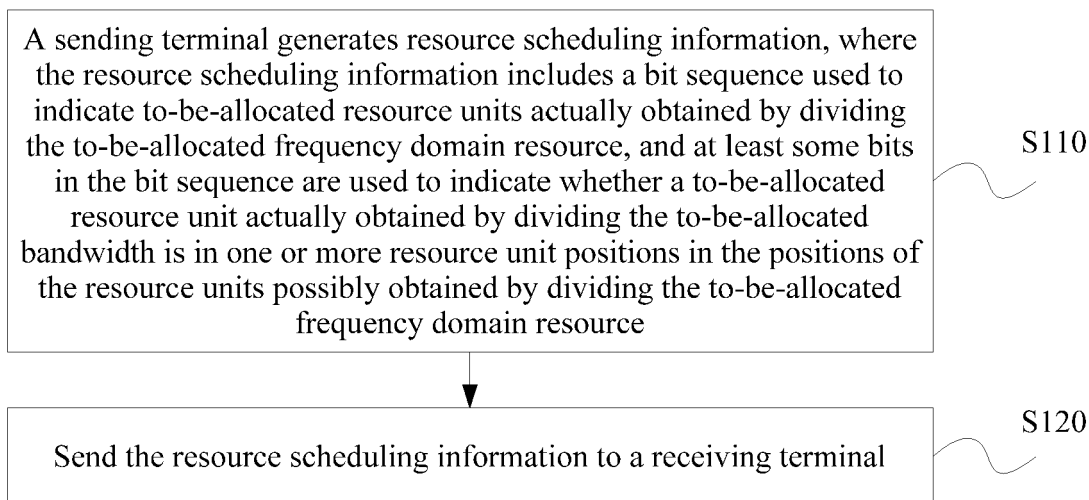 A sending terminal generates resource scheduling information, where
the resource scheduling information includes a bit sequence used to
indicate to-be-allocated resource units actually obtained by dividing
the to-be-allocated frequency domain resource, and at least some bits
in the bit sequence are used to indicate whether a to-be-allocated
resource unit actually obtained by dividing the to-be-allocated
bandwidth is in one or more resource unit positions in the positions of
the resource units possibly obtained by dividing the to-be-allocated
frequency domain resource
S110
Send the resource scheduling information to a receiving terminal
S120